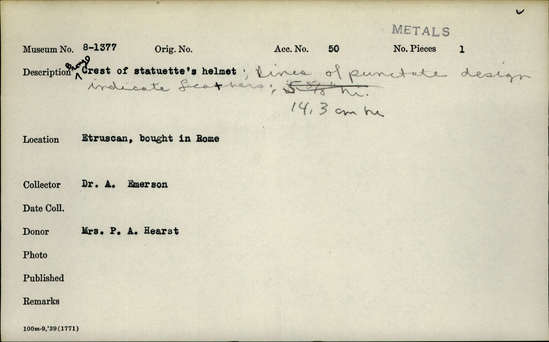 METALS
Museum No. 8-1377 Orig. No. Acc. No. 50 No. Pieces 1
Description Bronze Crest of statuette's helmet; Lines of punctate design
indicate feathers; 5 5/8" hi.
14.3 cm hi
Location Etruscan, bought in Rome
Collector Dr. A. Emerson
Date Coll.
Donor Mrs. P. A. Hearst
Photo
Published
Remarks
100m-9,'39(1771)